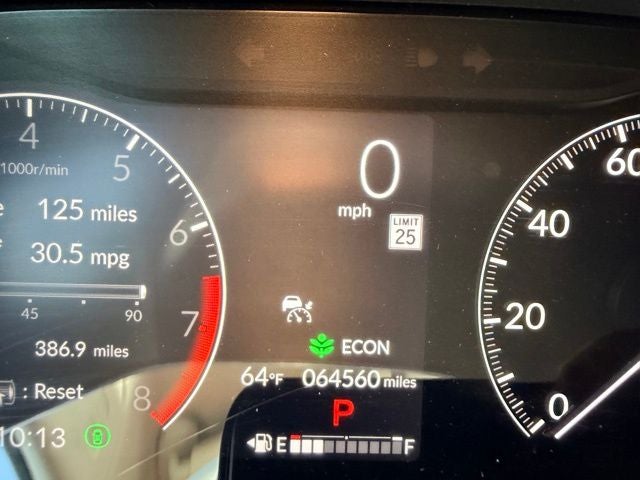 4
5
1000r/min
125 miles
6
30.5 mpg
45 90
7
386.9 miles
: Reset
8
10:13
0
mph
LIMIT
25
ECON
64°F 064560 miles
P
E F
60
40
20
0